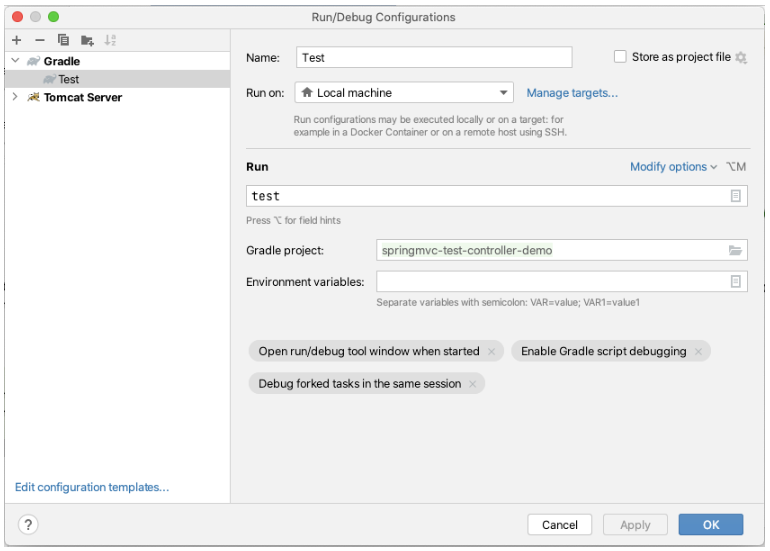 Run/Debug Configurations
Gradle
Test
Tomcat Server
Edit configuration templates...
Name:
Test
Store as project file
Run on:
Local machine
Manage targets...
Run configurations may be executed locally or on a target: for
example in a Docker Container or on a remote host using SSH.
Run
Modify options
⌥M
test
Press ⌥ for field hints
Gradle project:
springmvc-test-controller-demo
Environment variables:
Separate variables with semicolon: VAR=value; VAR1=value1
Open run/debug tool window when started
Enable Gradle script debugging
Debug forked tasks in the same session
?
Cancel
Apply
OK